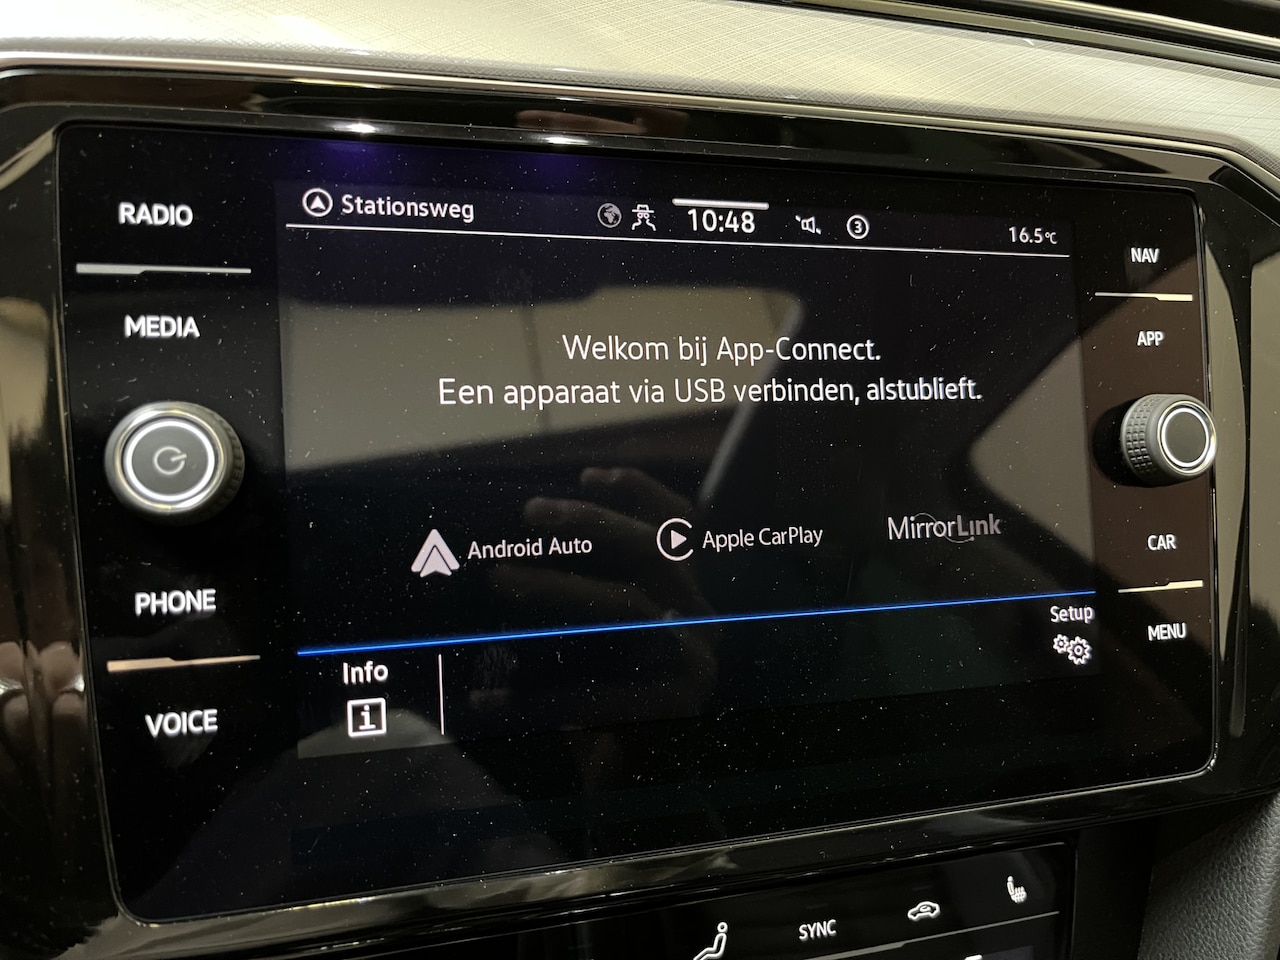 RADIO
MEDIA
PHONE
VOICE
Stationsweg
10:48
3
16.5°C
Welkom bij App-Connect.
Een apparaat via USB verbinden, alstublieft.
Android Auto
Apple CarPlay
MirrorLink
Setup
Info
i
NAV
APP
CAR
MENU
SYNC